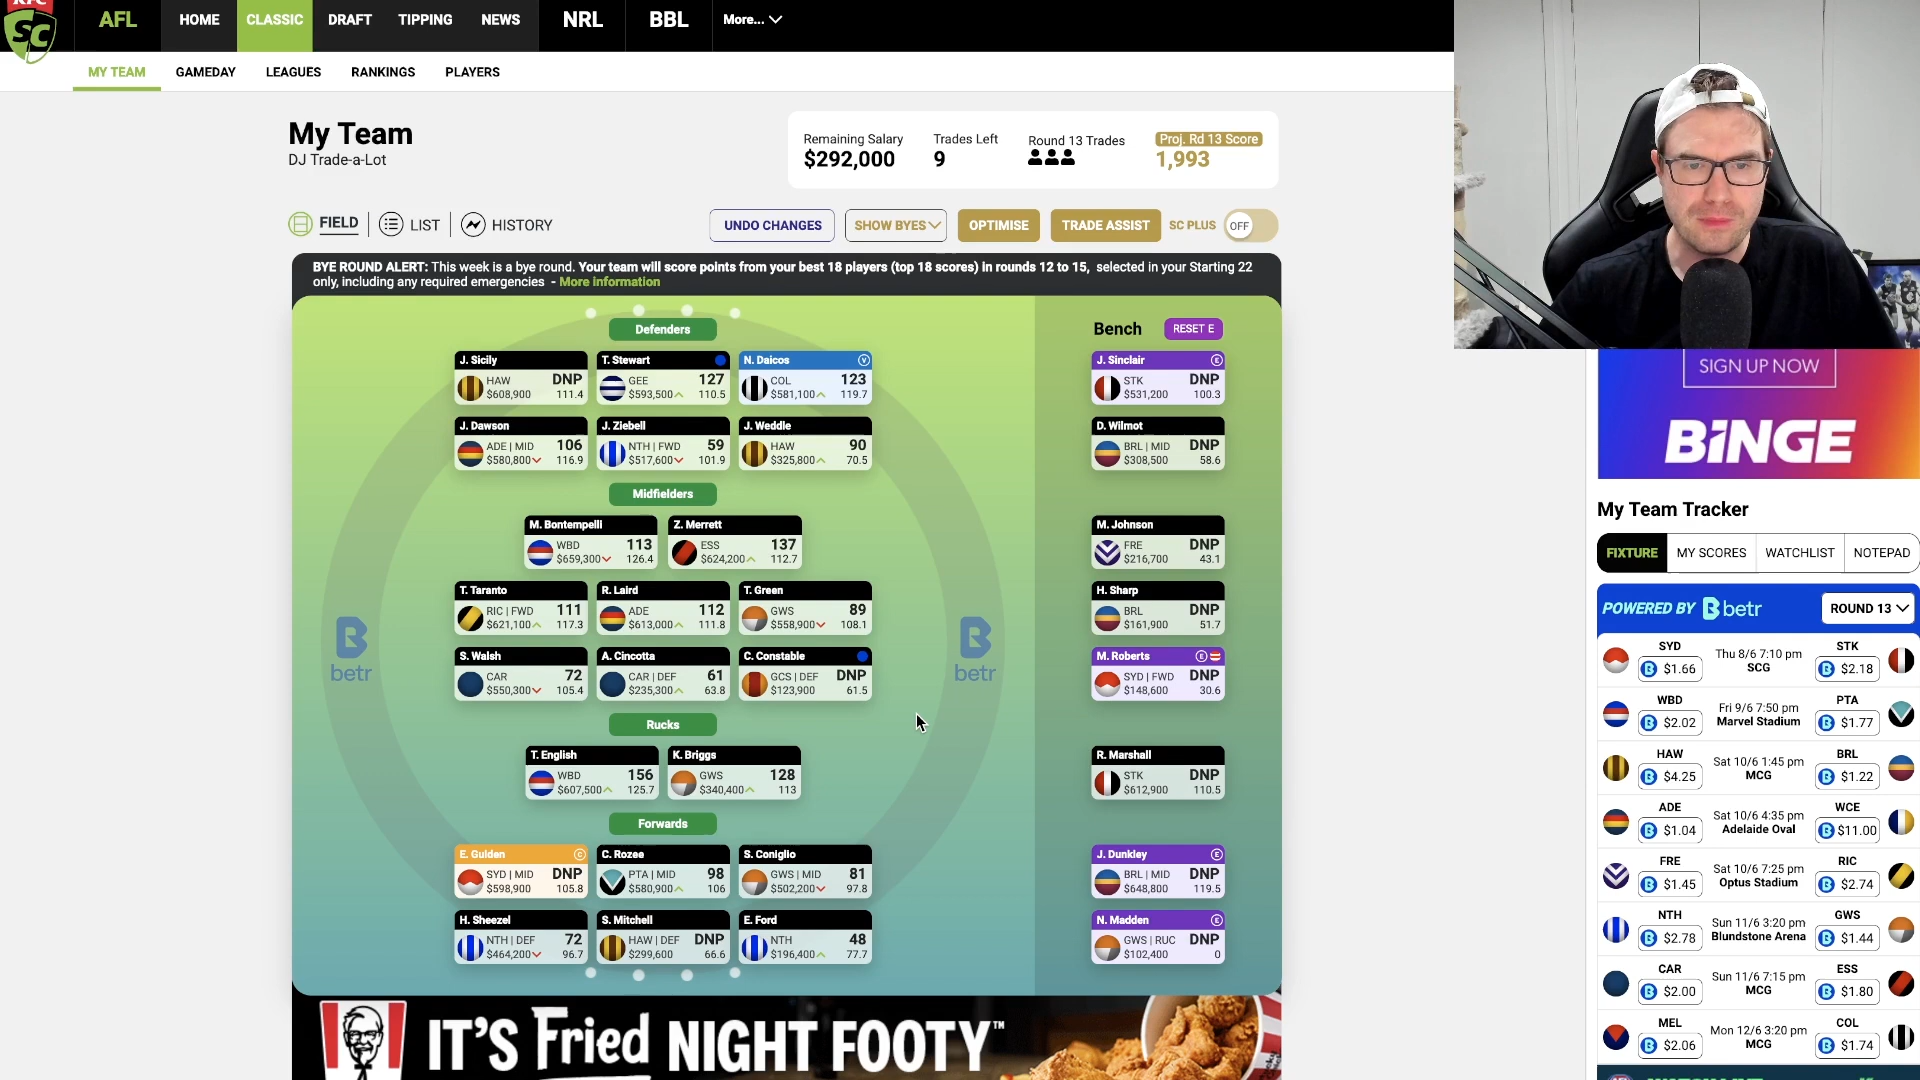 KFC
SC
AFL
HOME
CLASSIC
DRAFT
TIPPING
NEWS
NRL
BBL
More...
MY TEAM
GAMEDAY
LEAGUES
RANKINGS
PLAYERS
My Team
DJ Trade-a-Lot
Remaining Salary
$292,000
Trades Left
9
Round 13 Trades
Proj. Rd 13 Score
1,993
FIELD
LIST
HISTORY
UNDO CHANGES
SHOW BYES
OPTIMISE
TRADE ASSIST
SC PLUS
OFF
BYE ROUND ALERT: This week is a bye round. Your team will score points from your best 18 players (top 18 scores) in rounds 12 to 15, selected in your Starting 22
only, including any required emergencies - More information
Defenders
J. Sicily
HAW DNP
$608,900 111.4
T. Stewart
GEE 127
$593,500 110.5
N. Daicos V
COL 123
$581,100 119.7
J. Dawson
ADE | MID 106
$580,800 116.9
J. Ziebell
NTH | FWD 59
$517,600 101.9
J. Weddle
HAW 90
$325,800 70.5
Midfielders
M. Bontempelli
WBD 113
$659,300 126.4
Z. Merrett
ESS 137
$624,200 112.7
T. Taranto
RIC | FWD 111
$621,100 117.3
R. Laird
ADE 112
$613,000 111.8
T. Green
GWS 89
$558,900 108.1
S. Walsh
CAR 72
$550,300 105.4
A. Cincotta
CAR | DEF 61
$235,300 63.8
C. Constable
GCS | DEF DNP
$123,900 61.5
B
betr
B
betr
Rucks
T. English
WBD 156
$607,500 125.7
K. Briggs
GWS 128
$340,400 113
Forwards
E. Gulden C
SYD | MID DNP
$598,900 105.8
C. Rozee
PTA | MID 98
$580,900 106
S. Coniglio
GWS | MID 81
$502,200 97.8
H. Sheezel
NTH | DEF 72
$464,200 96.7
S. Mitchell
HAW | DEF DNP
$299,600 66.6
E. Ford
NTH 48
$196,400 77.7
Bench
RESET E
J. Sinclair E
STK DNP
$531,200 100.3
D. Wilmot
BRL | MID DNP
$308,500 58.6
M. Johnson
FRE DNP
$216,700 43.1
H. Sharp
BRL DNP
$161,900 51.7
M. Roberts E
SYD | FWD DNP
$148,600 30.6
R. Marshall
STK DNP
$612,900 110.5
J. Dunkley E
BRL | MID DNP
$648,800 119.5
N. Madden E
GWS | RUC DNP
$102,400 0
KFC
IT'S Fried NIGHT FOOTY™
SIGN UP NOW
BiNGE
My Team Tracker
FIXTURE
MY SCORES
WATCHLIST
NOTEPAD
POWERED BY B betr
ROUND 13
SYD
B $1.66
Thu 8/6 7:10 pm
SCG
STK
B $2.18
WBD
B $2.02
Fri 9/6 7:50 pm
Marvel Stadium
PTA
B $1.77
HAW
B $4.25
Sat 10/6 1:45 pm
MCG
BRL
B $1.22
ADE
B $1.04
Sat 10/6 4:35 pm
Adelaide Oval
WCE
B $11.00
FRE
B $1.45
Sat 10/6 7:25 pm
Optus Stadium
RIC
B $2.74
NTH
B $2.78
Sun 11/6 3:20 pm
Blundstone Arena
GWS
B $1.44
CAR
B $2.00
Sun 11/6 7:15 pm
MCG
ESS
B $1.80
MEL
B $2.06
Mon 12/6 3:20 pm
MCG
COL
B $1.74